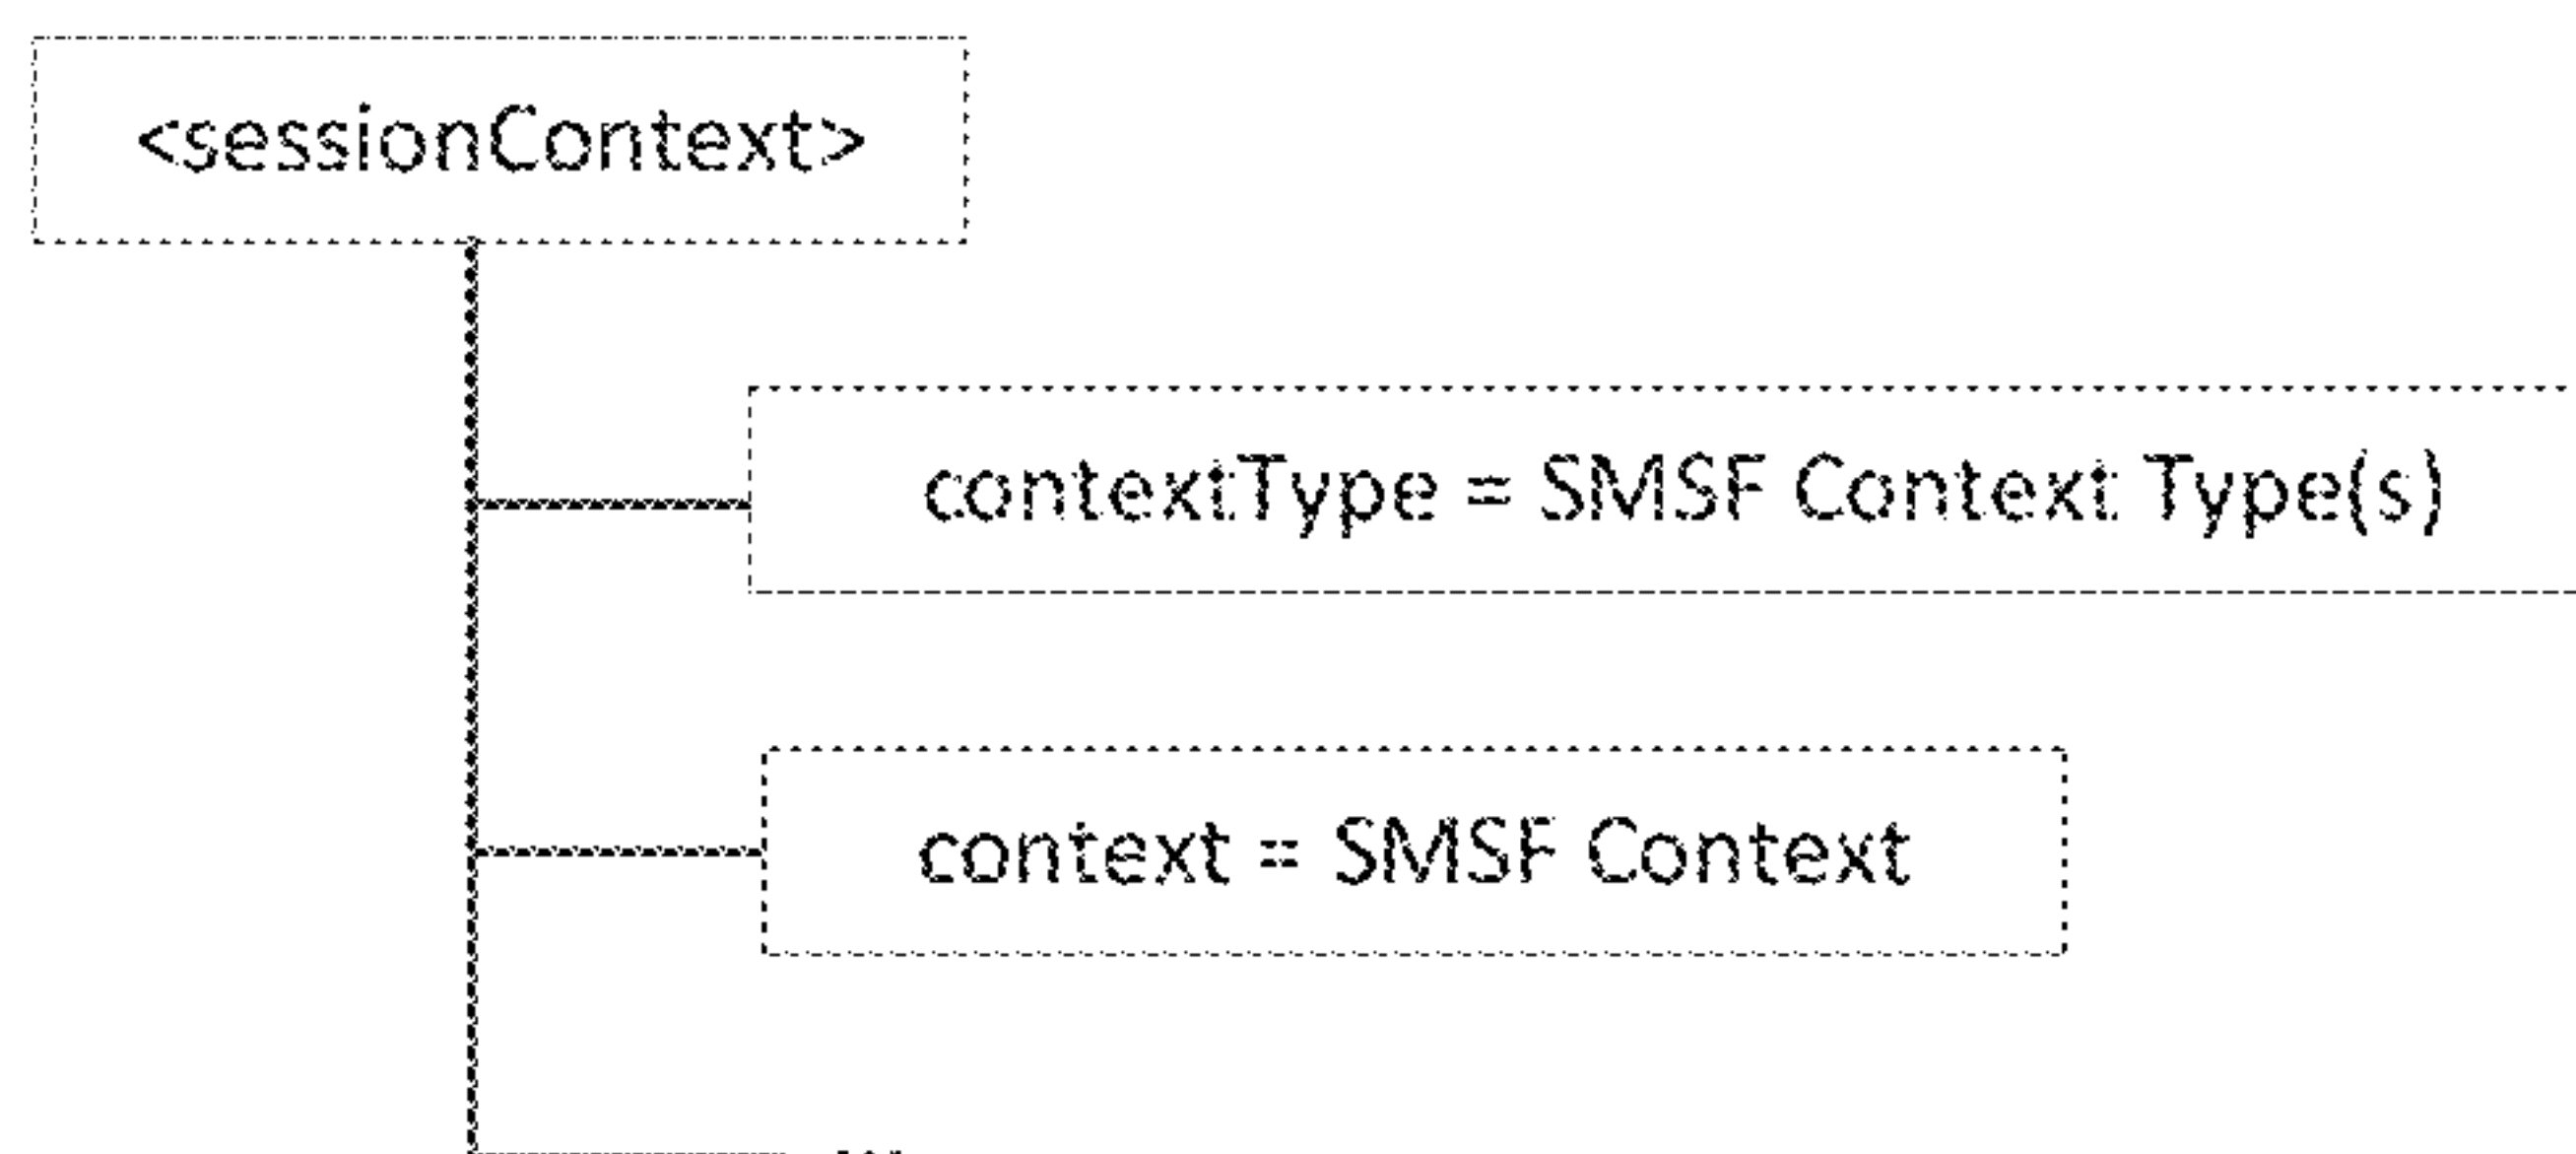 <sessionContext>
contextType = SMSF Context Type(s)
context = SMSF Context